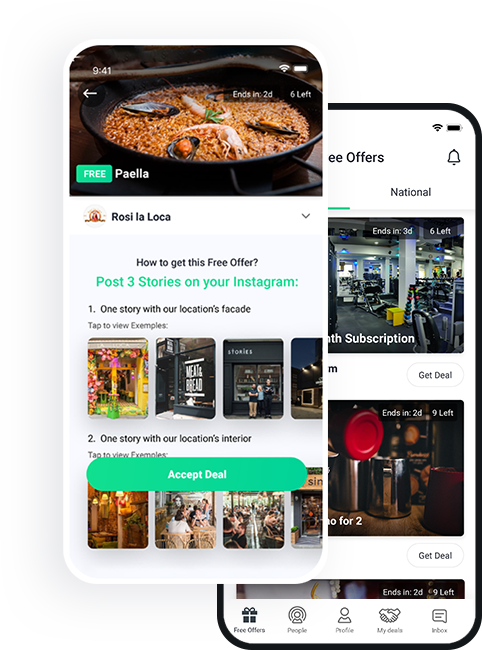 9:41
Ends in: 2d 6 Left
FREE Paella
Rosi la Loca
How to get this Free Offer?
Post 3 Stories on your Instagram:
1. One story with our location's facade
Tap to view Exemples:
MEAT&
BREAD
STORIES
2. One story with our location's interior
Tap to view Exemples:
Accept Deal
sin
ee Offers
National
Ends in: 3d 6 Left
nth Subscription
m
Get Deal
Ends in: 2d 9 Left
no for 2
Get Deal
Ends in: 2d 9 Left
Free Offers
People
Profile
My deals
Inbox